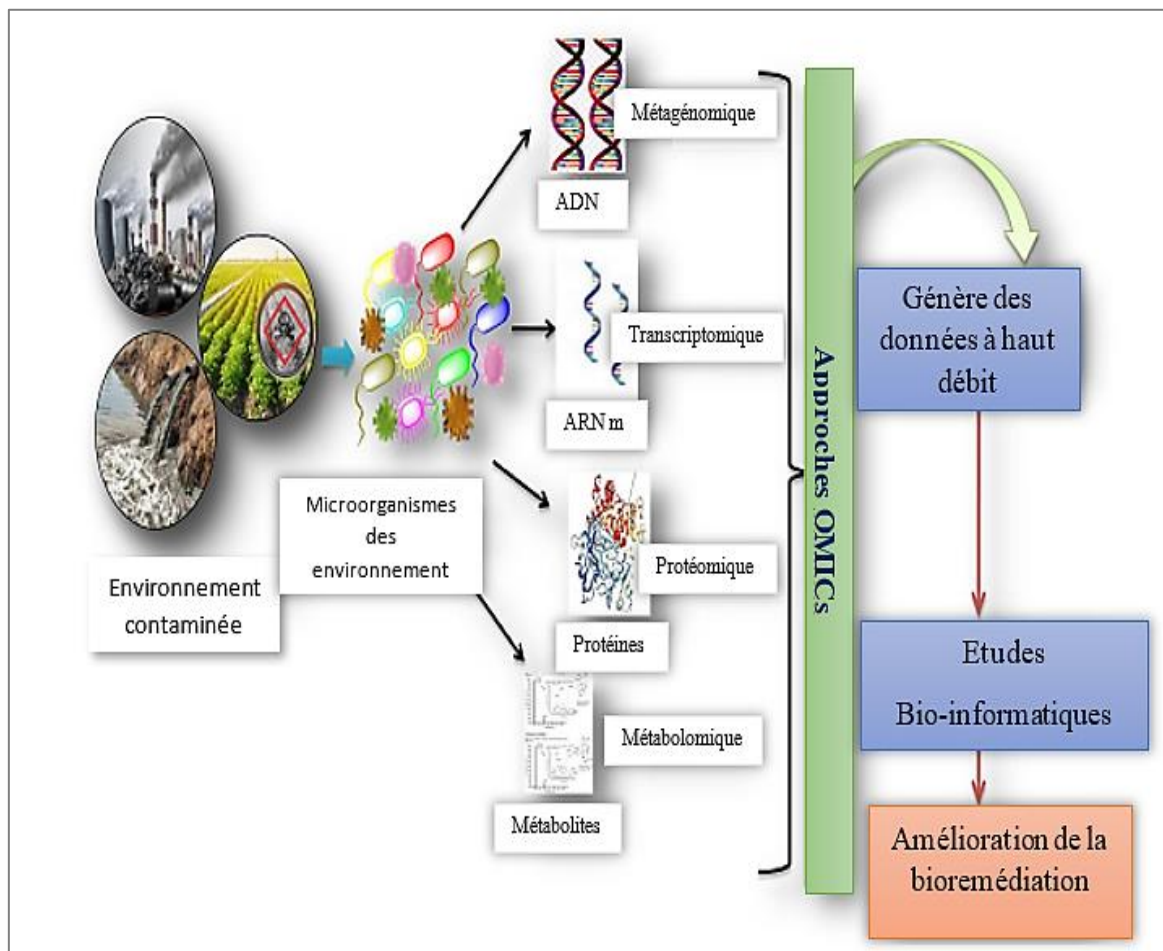 Métagénomique
ADN
Transcriptomique
ARN m
Microorganismes
des
environnement
Environnement
contaminée
Protéomique
Protéines
Métabolomique
Métabolites
Approches OMICs
Génère des
données à haut
débit
Etudes
Bio-informatiques
Amélioration de la
bioremédiation